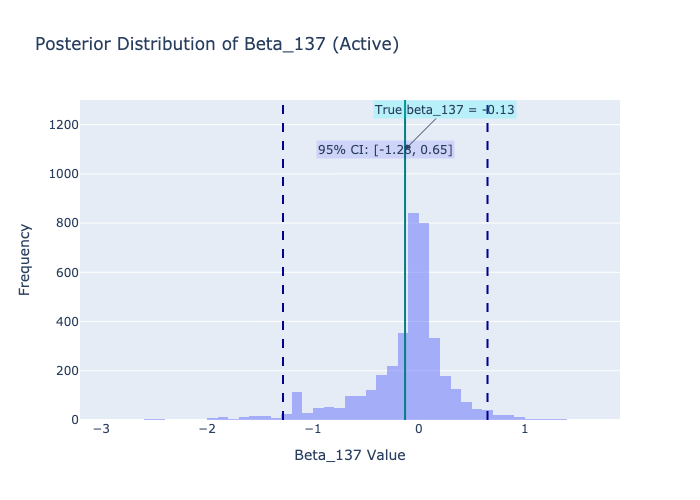 Posterior Distribution of Beta_137 (Active)
True beta_137 = -0.13
95% CI: [-1.28, 0.65]
1200
1000
800
600
400
200
0
Frequency
−3
−2
−1
0
1
Beta_137 Value